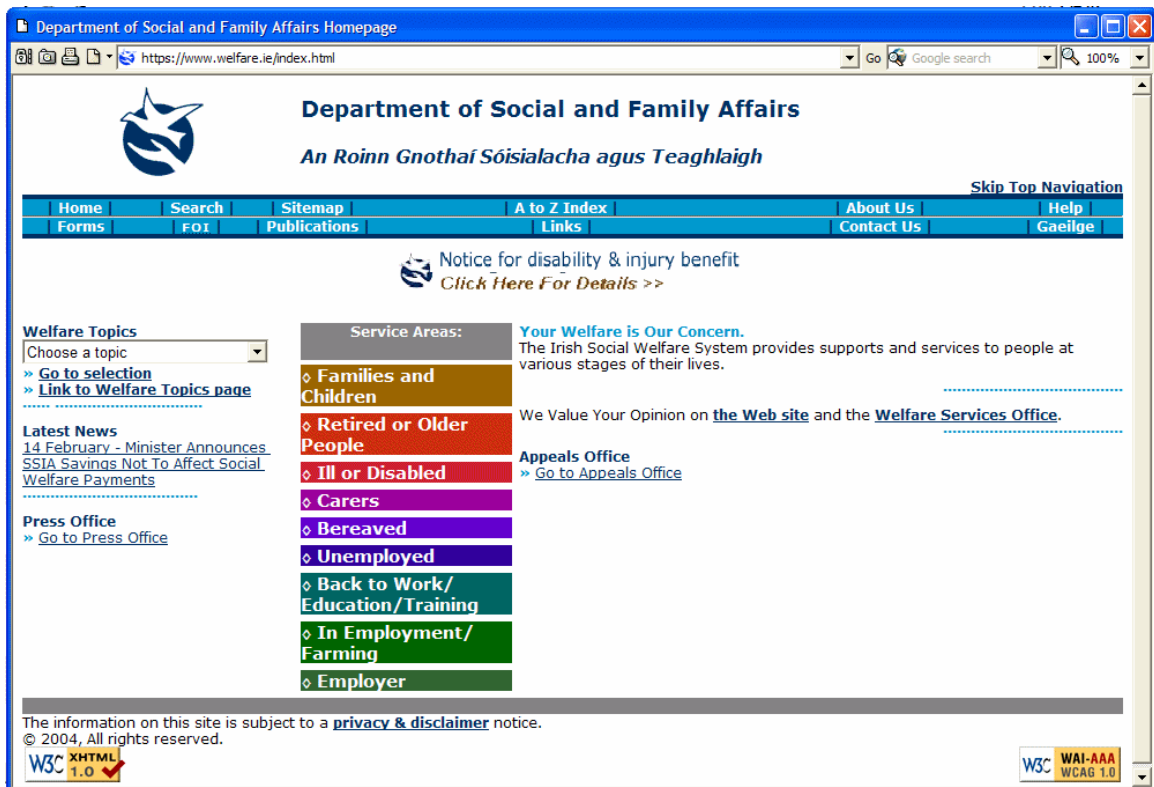 Department of Social and Family Affairs Homepage
https://www.welfare.ie/index.html
Go
Google search
100%
Department of Social and Family Affairs
An Roinn Gnothaí Sóisialacha agus Teaghlaigh
Skip Top Navigation
| Home | | Search | | Sitemap | | A to Z Index | | About Us | | Help |
| Forms | | FOI | | Publications | | Links | | Contact Us | | Gaeilge |
Notice for disability & injury benefit
Click Here For Details >>
Welfare Topics
Choose a topic
» Go to selection
» Link to Welfare Topics page
Latest News
14 February - Minister Announces
SSIA Savings Not To Affect Social
Welfare Payments
Press Office
» Go to Press Office
Service Areas:
◊ Families and
Children
◊ Retired or Older
People
◊ Ill or Disabled
◊ Carers
◊ Bereaved
◊ Unemployed
◊ Back to Work/
Education/Training
◊ In Employment/
Farming
◊ Employer
Your Welfare is Our Concern.
The Irish Social Welfare System provides supports and services to people at
various stages of their lives.
We Value Your Opinion on the Web site and the Welfare Services Office.
Appeals Office
» Go to Appeals Office
The information on this site is subject to a privacy & disclaimer notice.
© 2004, All rights reserved.
W3C XHTML
1.0
W3C WAI-AAA
WCAG 1.0